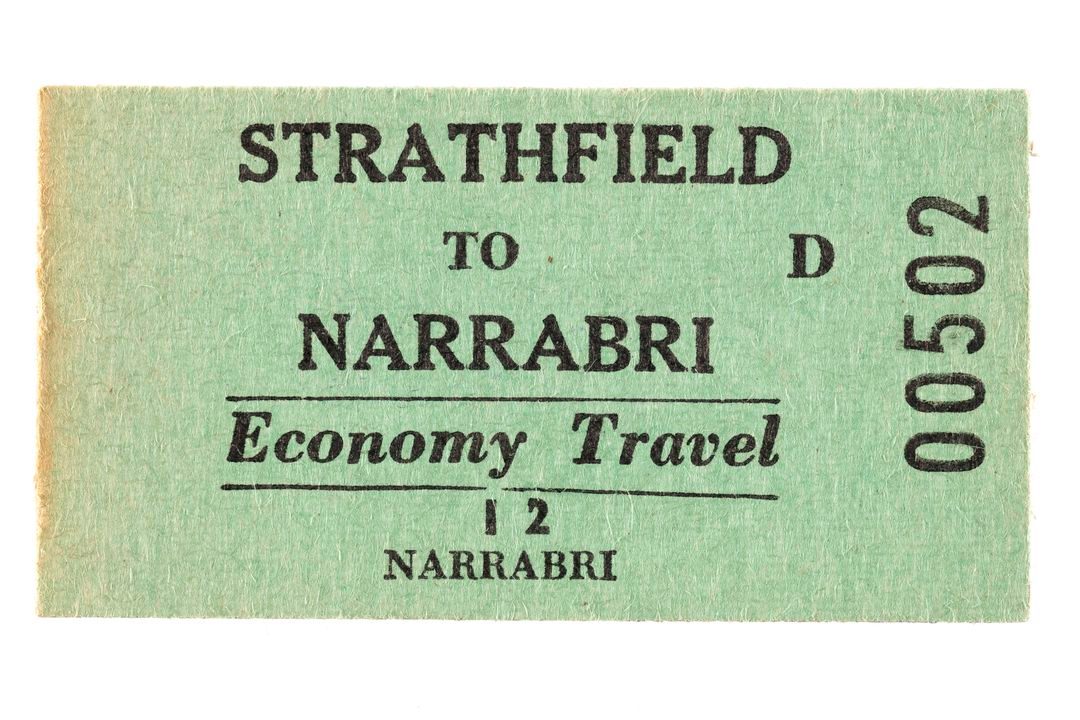 STRATHFIELD
TO
D
NARRABRI
Economy Travel
1 2
NARRABRI
00502